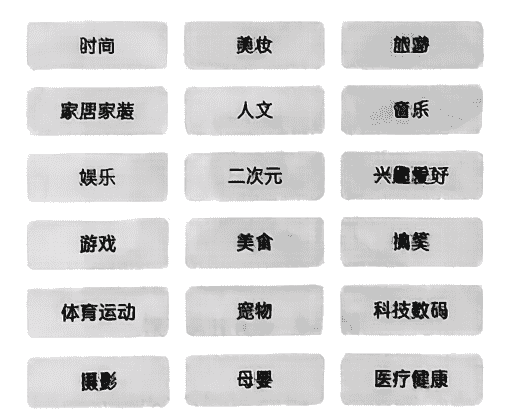 时间 美妆 旅游
家居家装 人文 音乐
娱乐 二次元 兴趣爱好
游戏 美食 搞笑
体育运动 宠物 科技数码
摄影 母婴 医疗健康